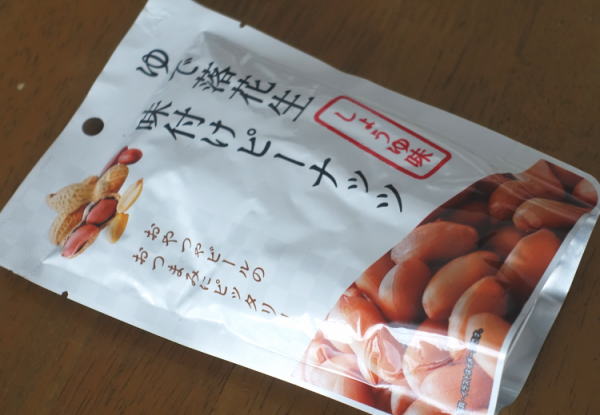 ゆで落花生
味付けピーナッツ
しょうゆ味
おやつやビールの
おつまみにピッタリ!